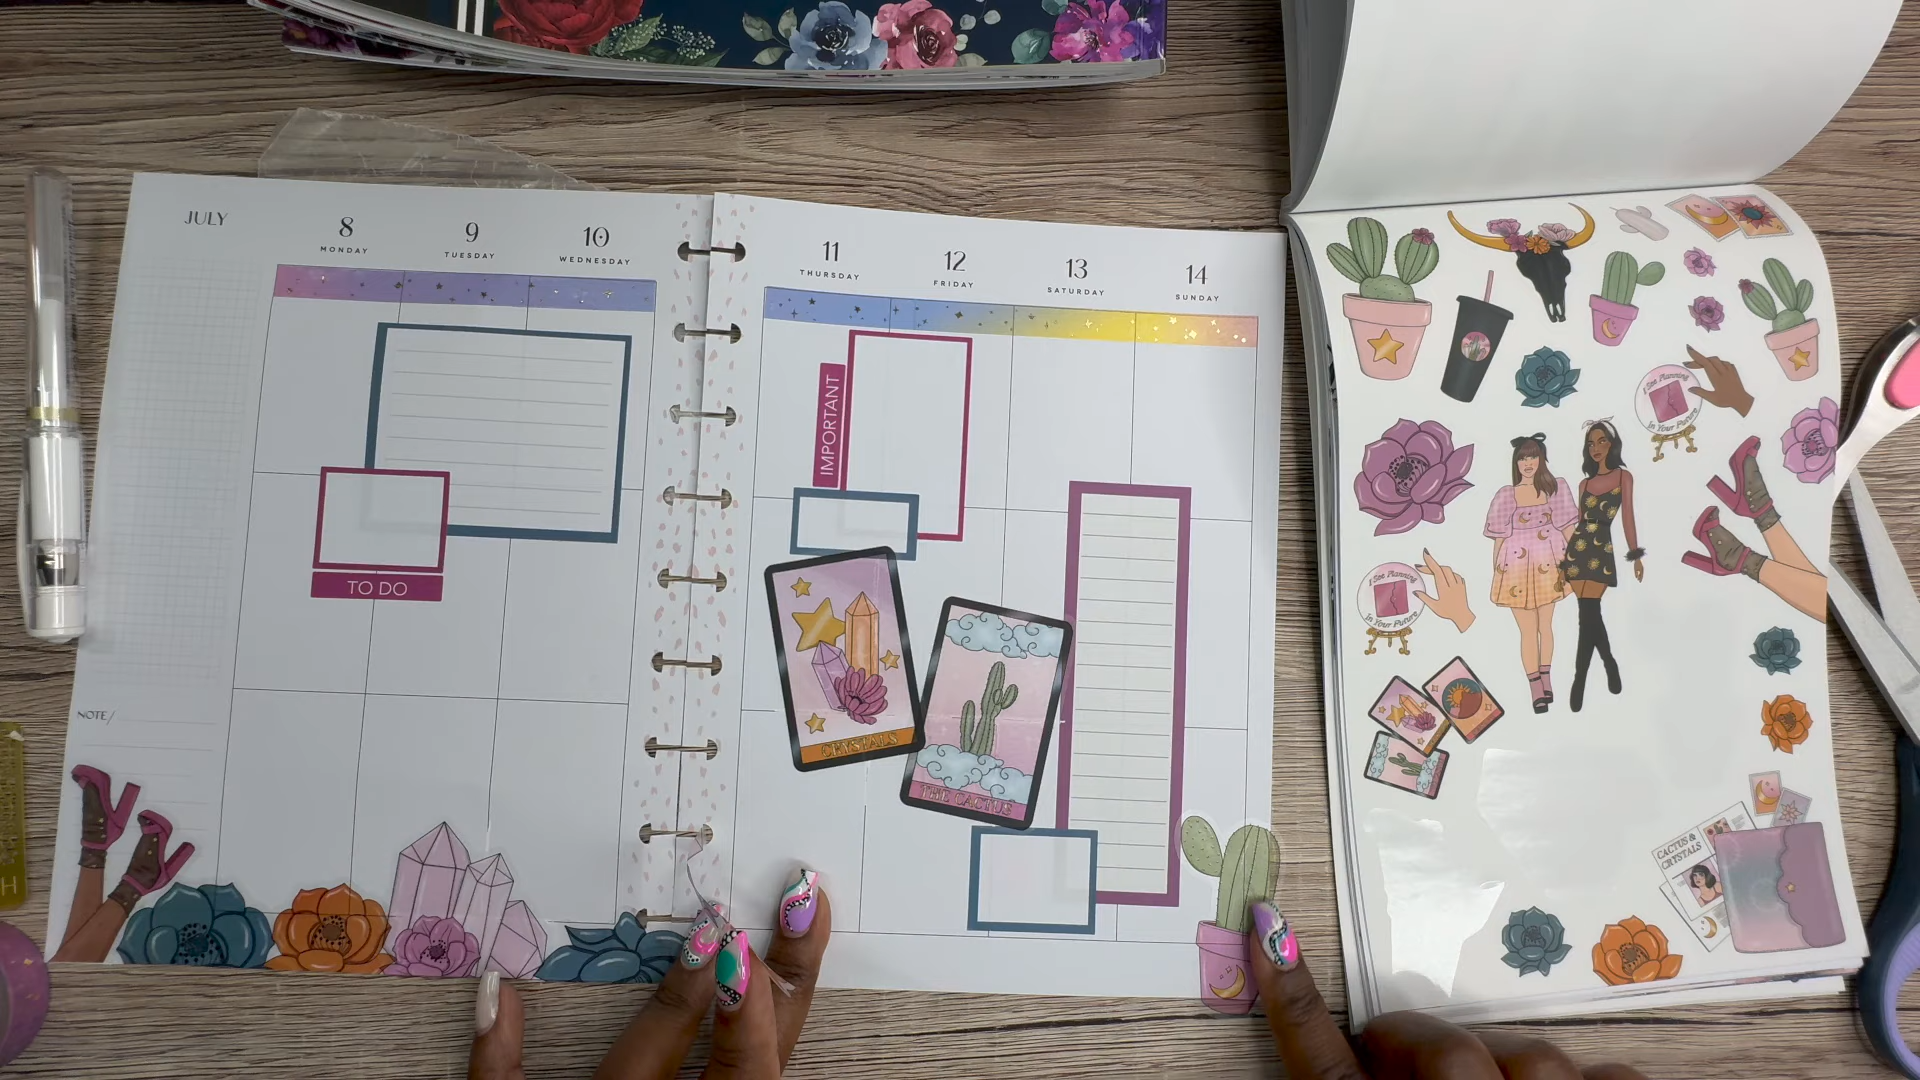 JULY
8
MONDAY
9
TUESDAY
10
WEDNESDAY
11
THURSDAY
12
FRIDAY
13
SATURDAY
14
SUNDAY
IMPORTANT
TO DO
NOTE/
CRYSTALS
THE CACTUS
I See Planning
In Your Future
I See Planning
In Your Future
CACTUS &
CRYSTALS
H